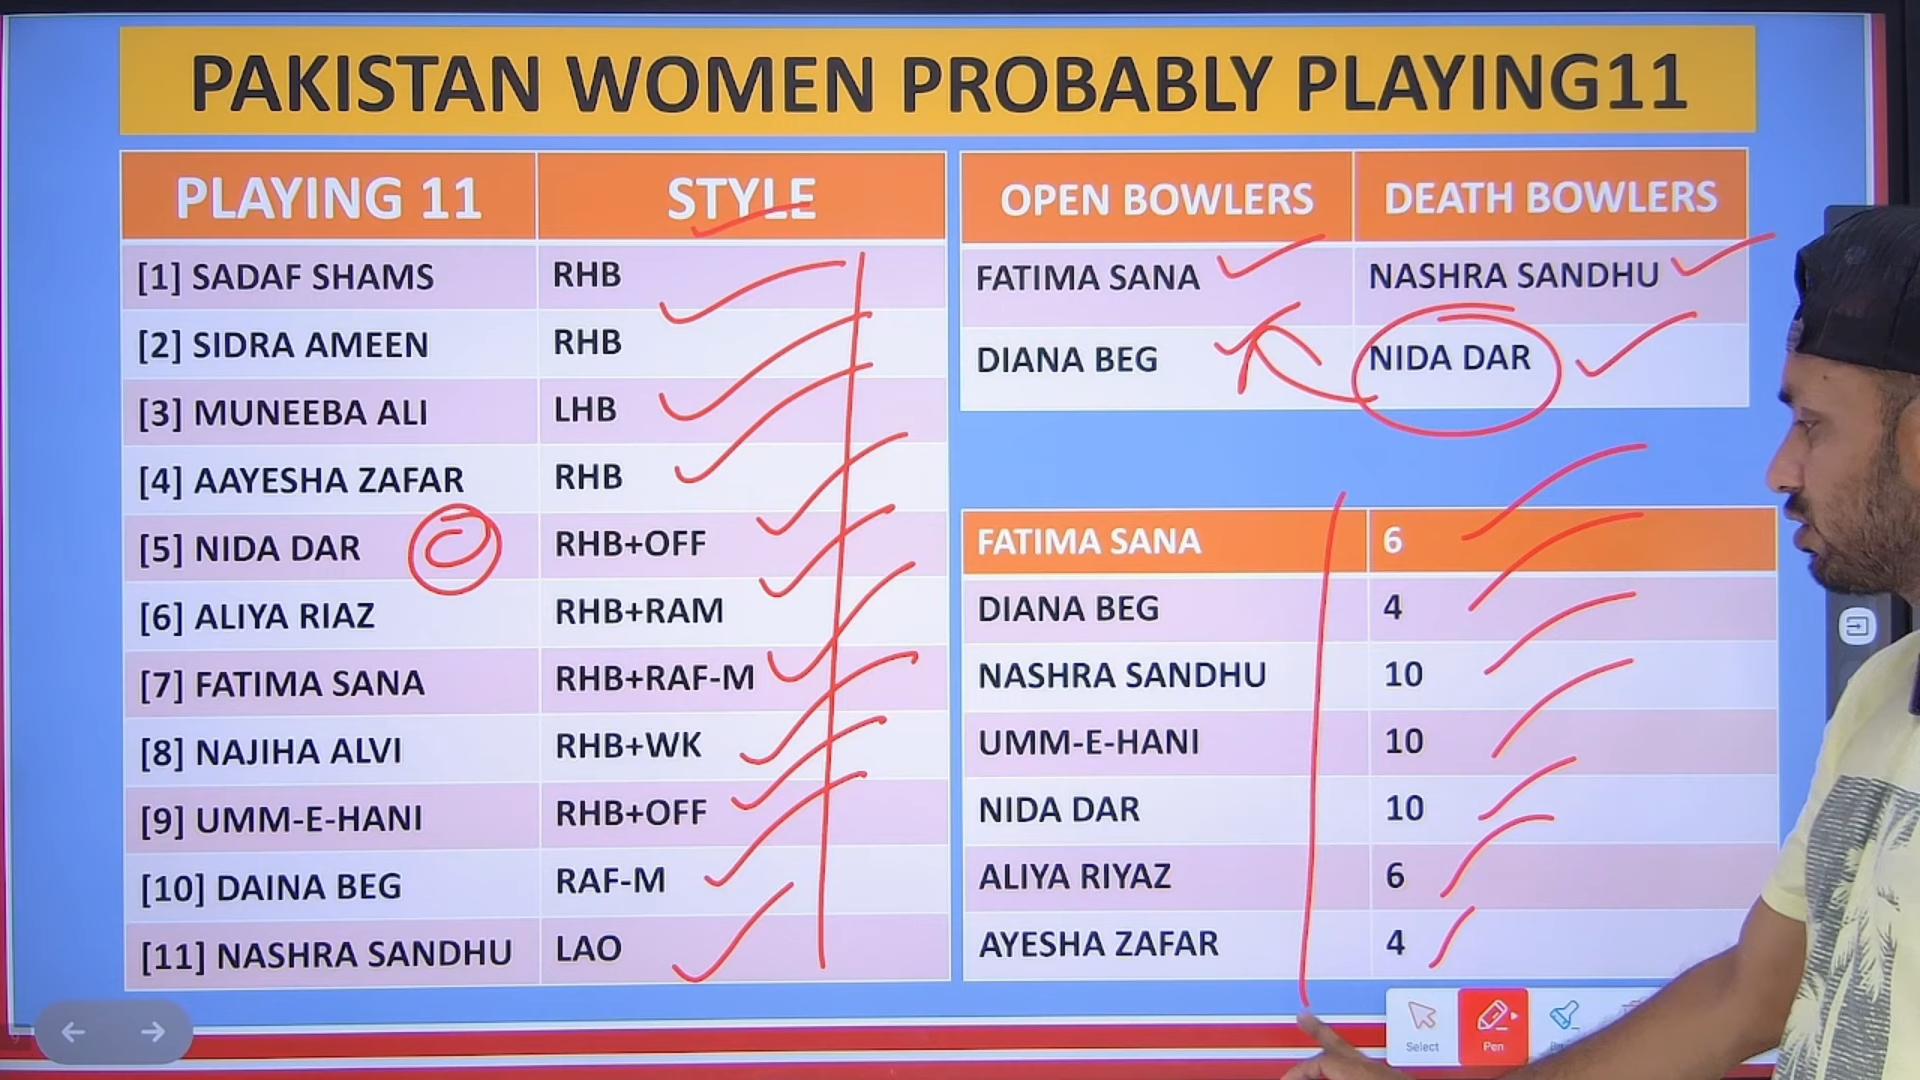 PAKISTAN WOMEN PROBABLY PLAYING11
PLAYING 11 STYLE
[1] SADAF SHAMS RHB
[2] SIDRA AMEEN RHB
[3] MUNEEBA ALI LHB
[4] AAYESHA ZAFAR RHB
[5] NIDA DAR RHB+OFF
[6] ALIYA RIAZ RHB+RAM
[7] FATIMA SANA RHB+RAF-M
[8] NAJIHA ALVI RHB+WK
[9] UMM-E-HANI RHB+OFF
[10] DAINA BEG RAF-M
[11] NASHRA SANDHU LAO
OPEN BOWLERS DEATH BOWLERS
FATIMA SANA NASHRA SANDHU
DIANA BEG NIDA DAR
FATIMA SANA 6
DIANA BEG 4
NASHRA SANDHU 10
UMM-E-HANI 10
NIDA DAR 10
ALIYA RIYAZ 6
AYESHA ZAFAR 4
Select Pen